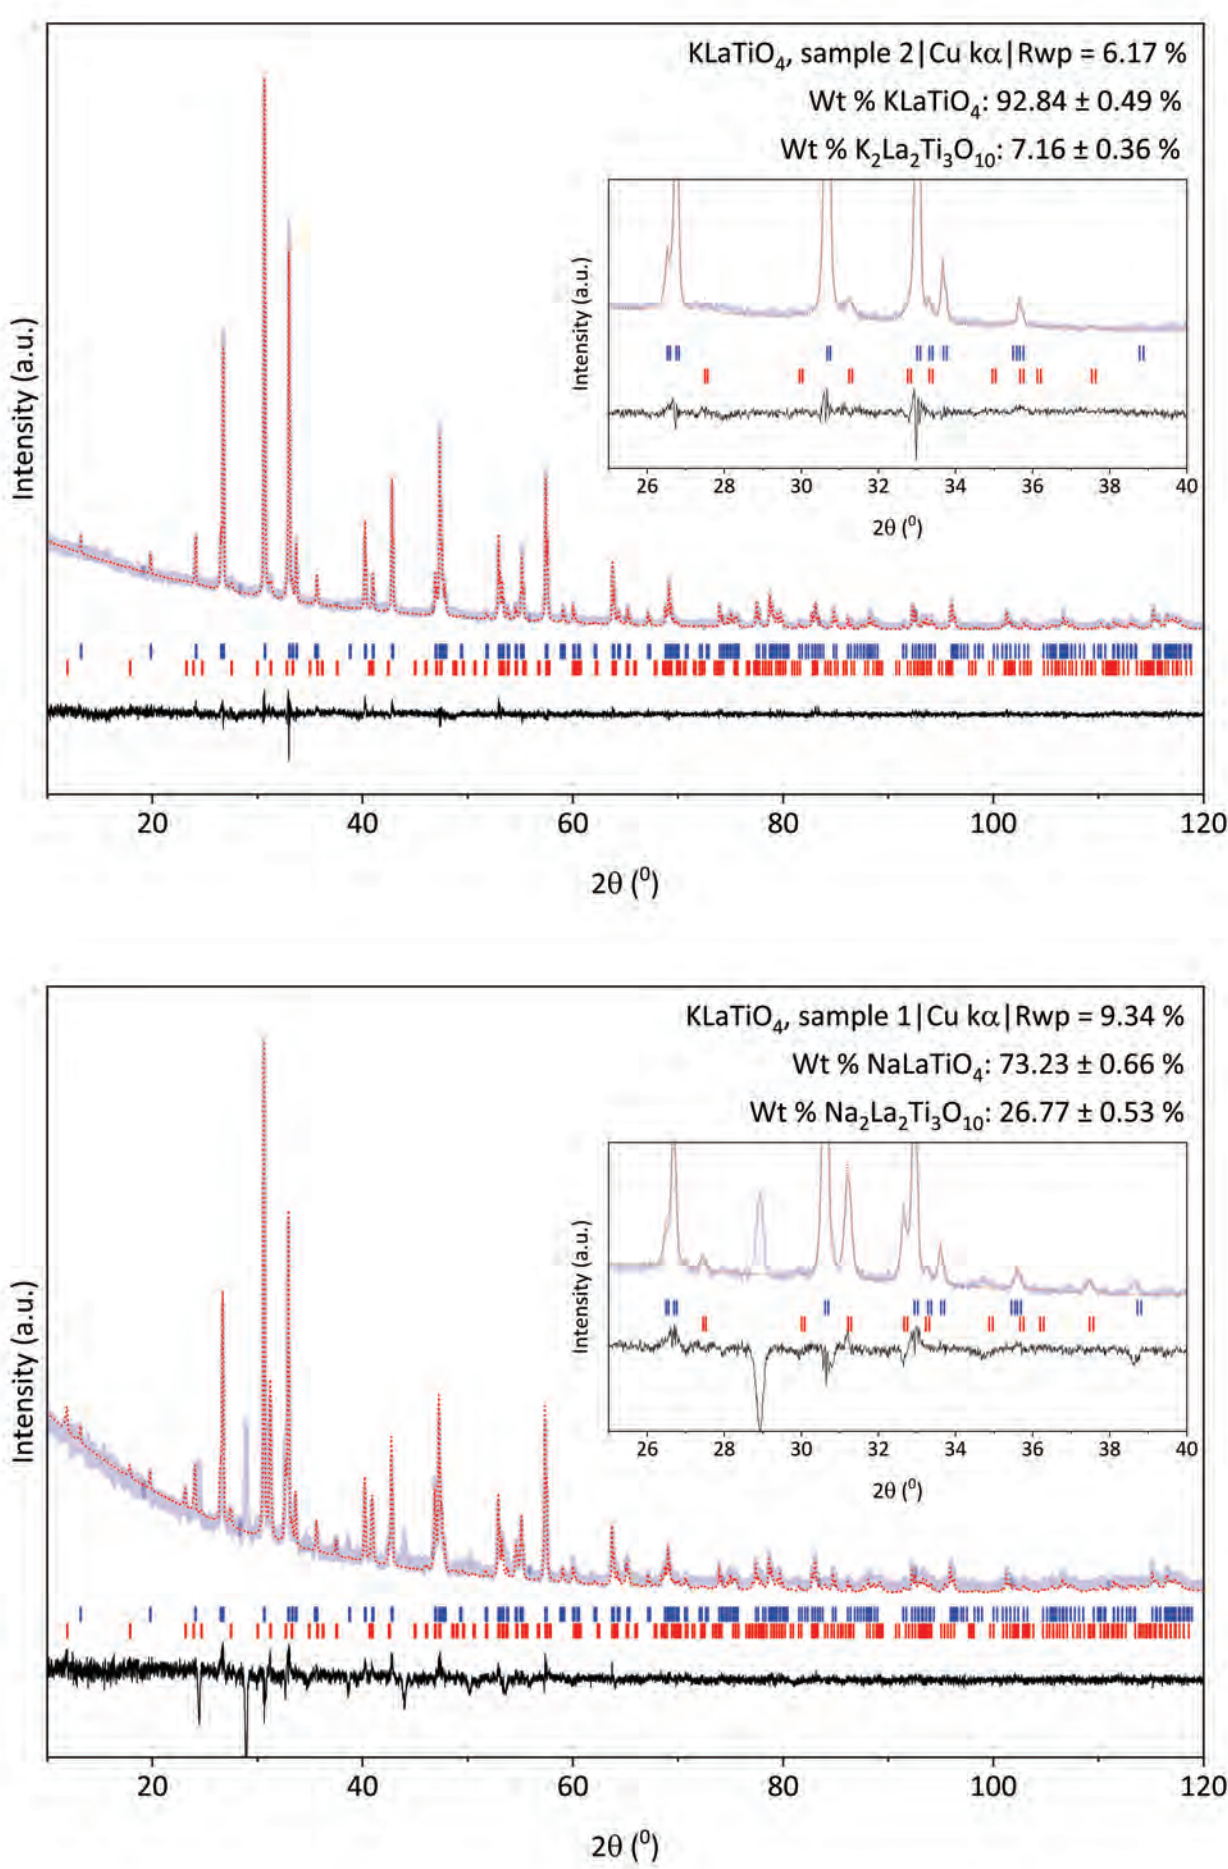 KLaTiO₄, sample 2|Cu kα|Rwp = 6.17 %
Wt % KLaTiO₄: 92.84 ± 0.49 %
Wt % K₂La₂Ti₃O₁₀: 7.16 ± 0.36 %
Intensity (a.u.)
26 28 30 32 34 36 38 40
2θ (⁰)
Intensity (a.u.)
20 40 60 80 100 120
2θ (⁰)
KLaTiO₄, sample 1|Cu kα|Rwp = 9.34 %
Wt % NaLaTiO₄: 73.23 ± 0.66 %
Wt % Na₂La₂Ti₃O₁₀: 26.77 ± 0.53 %
Intensity (a.u.)
26 28 30 32 34 36 38 40
2θ (⁰)
Intensity (a.u.)
20 40 60 80 100 120
2θ (⁰)